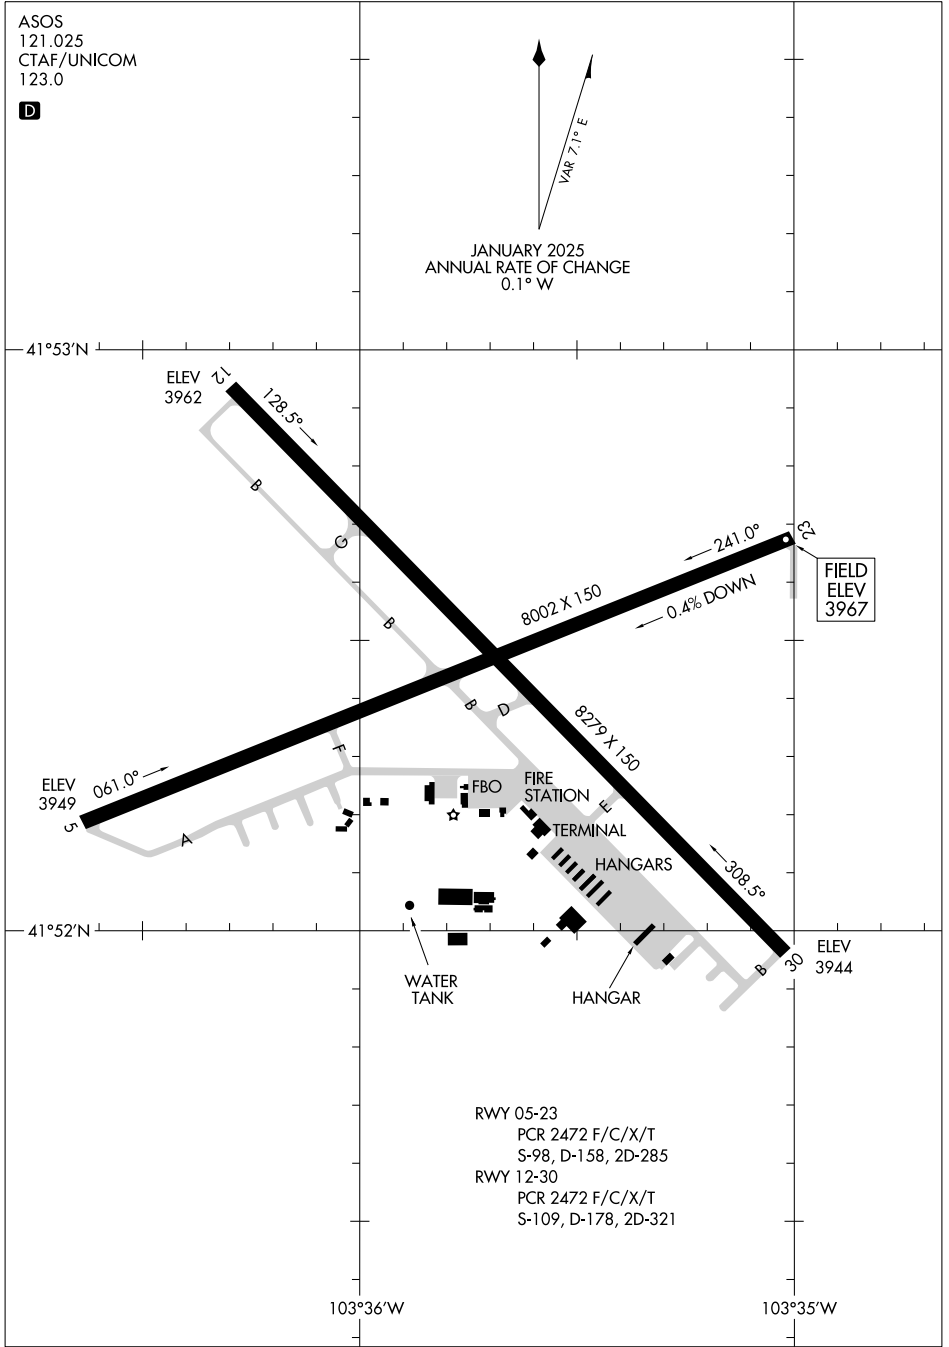 ASOS
121.025
CTAF/UNICOM
123.0
D
VAR 7.1° E
JANUARY 2025
ANNUAL RATE OF CHANGE
0.1° W
41°53'N
ELEV
3962
12
128.5°
B
G
B
23
241.0°
FIELD
ELEV
3967
8002 X 150
0.4% DOWN
B
D
8279 X 150
F
ELEV
3949
061.0°
5
A
FBO
FIRE
STATION
E
TERMINAL
HANGARS
308.5°
41°52'N
ELEV
3944
30
B
WATER
TANK
HANGAR
RWY 05-23
PCR 2472 F/C/X/T
S-98, D-158, 2D-285
RWY 12-30
PCR 2472 F/C/X/T
S-109, D-178, 2D-321
103°36'W
103°35'W